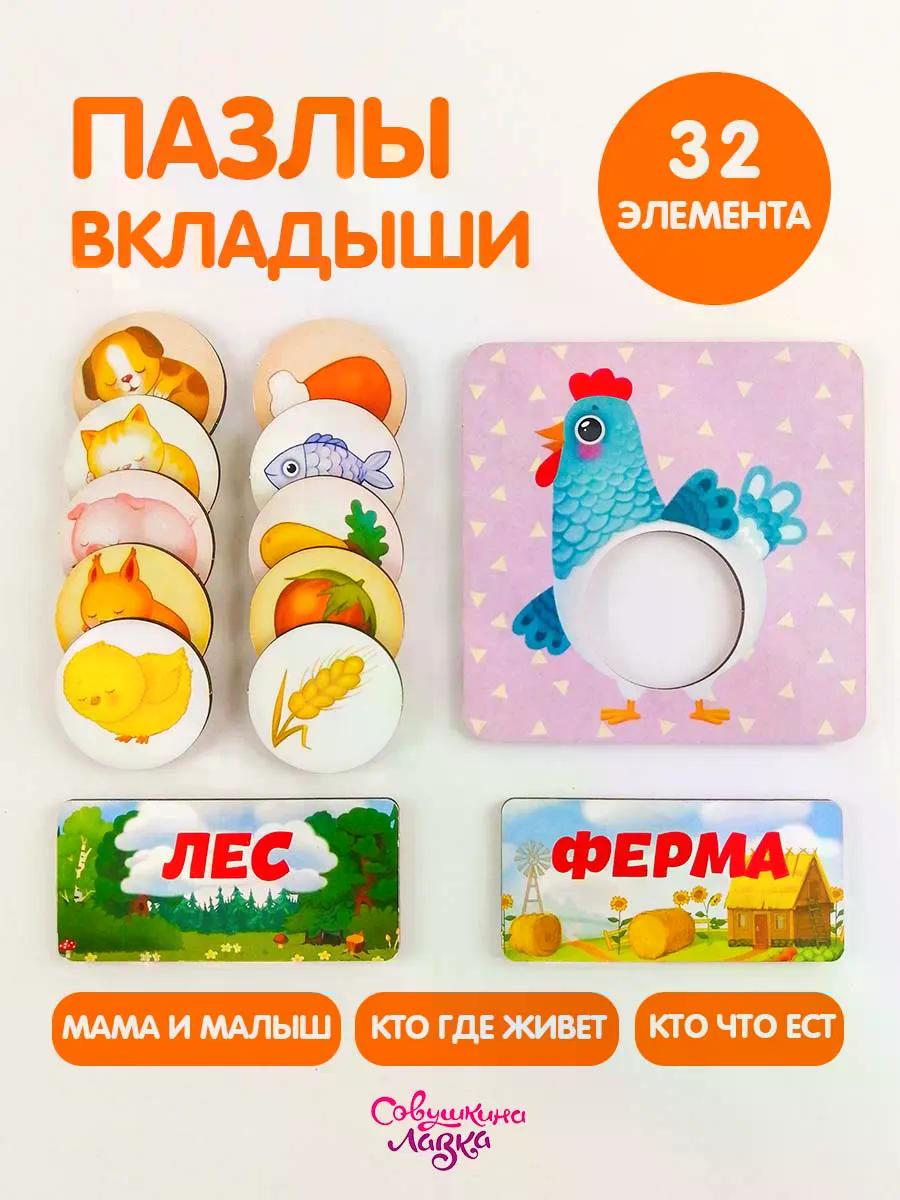 ПАЗЛЫ
ВКЛАДЫШИ
32
ЭЛЕМЕНТА
ЛЕС
ФЕРМА
МАМА И МАЛЫШ
КТО ГДЕ ЖИВЕТ
КТО ЧТО ЕСТ
Совушкина
Лавка